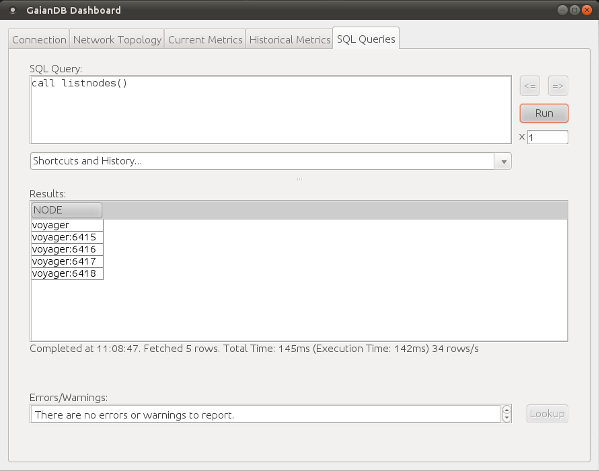 GaianDB Dashboard
Connection Network Topology Current Metrics Historical Metrics SQL Queries
SQL Query:
call listnodes()
<= =>
Run
X 1
Shortcuts and History...
Results:
NODE
voyager
voyager:6415
voyager:6416
voyager:6417
voyager:6418
Completed at 11:08:47. Fetched 5 rows. Total Time: 145ms (Execution Time: 142ms) 34 rows/s
Errors/Warnings:
There are no errors or warnings to report.
Lookup